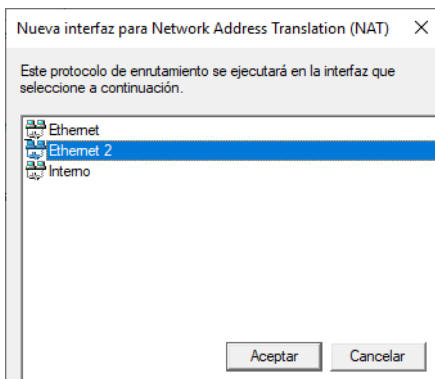 Nueva interfaz para Network Address Translation (NAT)
Este protocolo de enrutamiento se ejecutará en la interfaz que
seleccione a continuación.
Ethernet
Ethernet 2
Interno
Aceptar
Cancelar